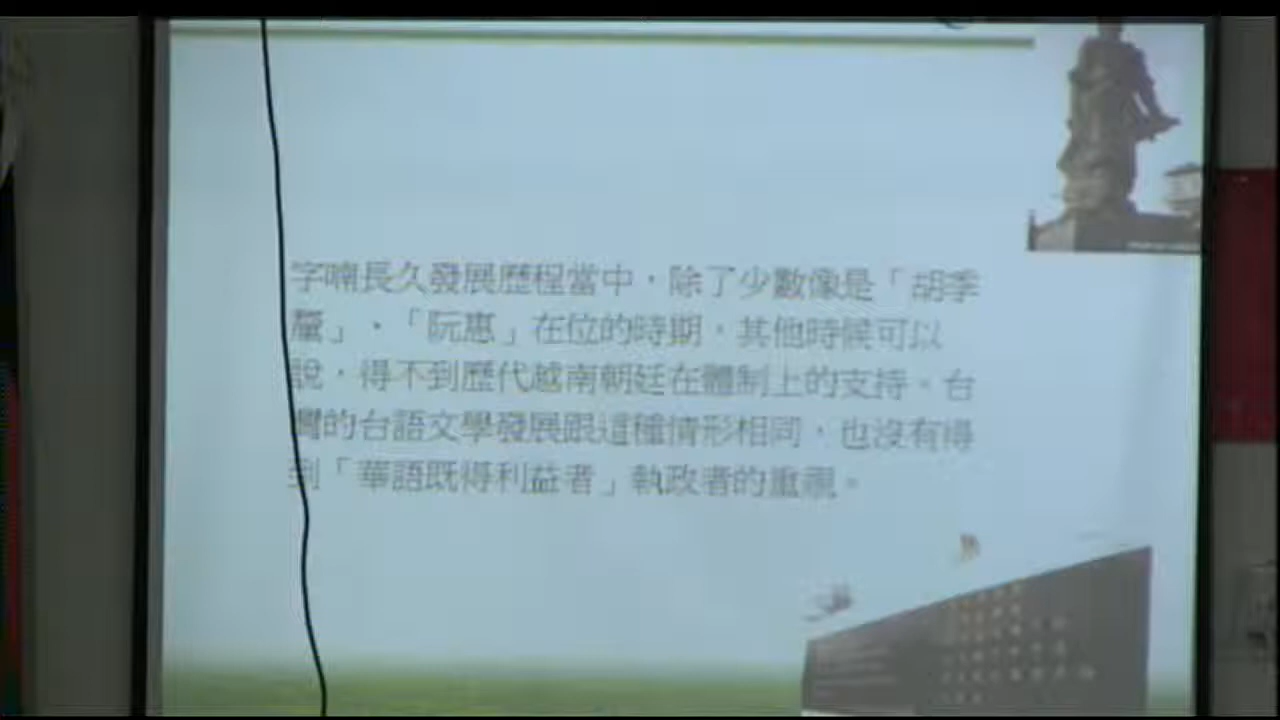 字喃長久發展歷程當中，除了少數像是「胡季
釐」、「阮惠」在位的時期，其他時候可以
說，得不到歷代越南朝廷在體制上的支持。台
灣的台語文學發展跟這種情形相同，也沒有得
到「華語既得利益者」執政者的重視。